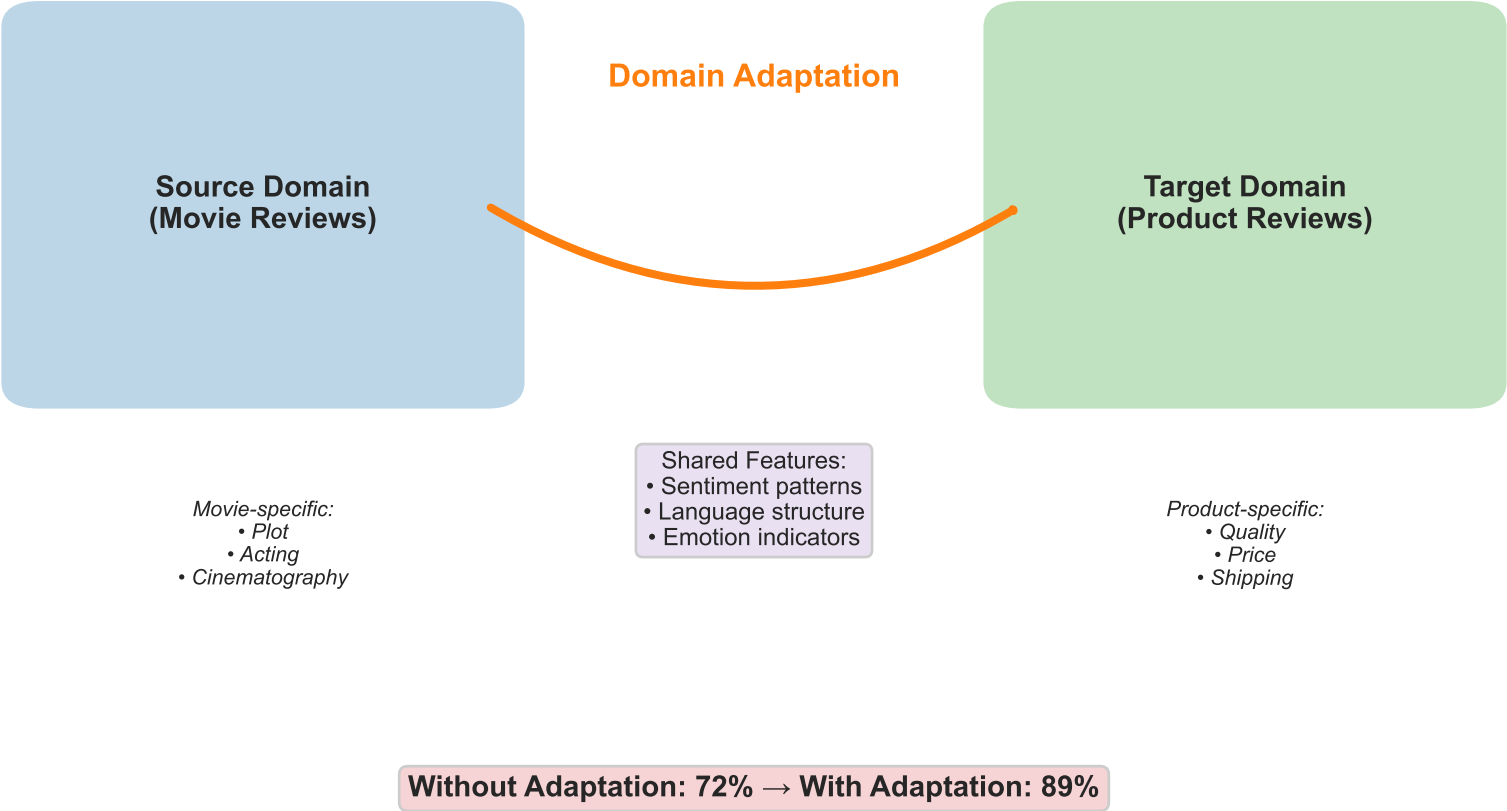 Domain Adaptation
Source Domain
(Movie Reviews)
Target Domain
(Product Reviews)
Shared Features:
• Sentiment patterns
• Language structure
• Emotion indicators
Movie-specific:
• Plot
• Acting
• Cinematography
Product-specific:
• Quality
• Price
• Shipping
Without Adaptation: 72% → With Adaptation: 89%